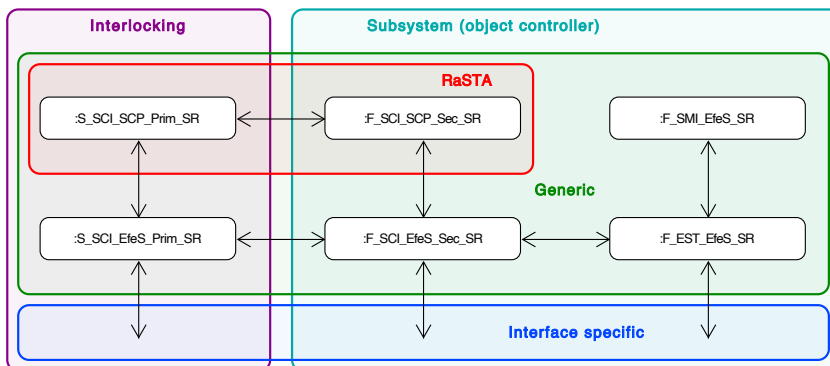 Interlocking
Subsystem (object controller)
RaSTA
:S_SCI_SCP_Prim_SR
:F_SCI_SCP_Sec_SR
:F_SMI_EfeS_SR
Generic
:S_SCI_EfeS_Prim_SR
:F_SCI_EfeS_Sec_SR
:F_EST_EfeS_SR
Interface specific